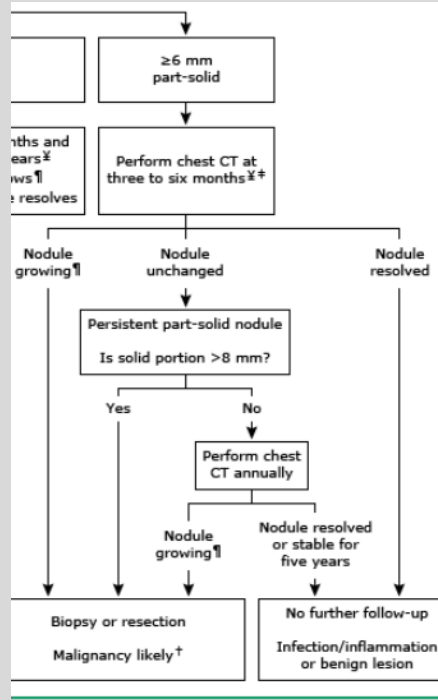 ≥6 mm
part-solid
nths and
ears¥
ows¶
resolves
Perform chest CT at
three to six months¥‡
Nodule
growing¶
Nodule
unchanged
Nodule
resolved
Persistent part-solid nodule
Is solid portion >8 mm?
Yes
No
Perform chest
CT annually
Nodule
growing¶
Nodule resolved
or stable for
five years
Biopsy or resection
Malignancy likely†
No further follow-up
Infection/inflammation
or benign lesion